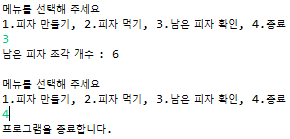 메뉴를 선택해 주세요
1.피자 만들기, 2.피자 먹기, 3.남은 피자 확인, 4.종료
3
남은 피자 조각 개수 : 6
메뉴를 선택해 주세요
1.피자 만들기, 2.피자 먹기, 3.남은 피자 확인, 4.종료
4
프로그램을 종료합니다.